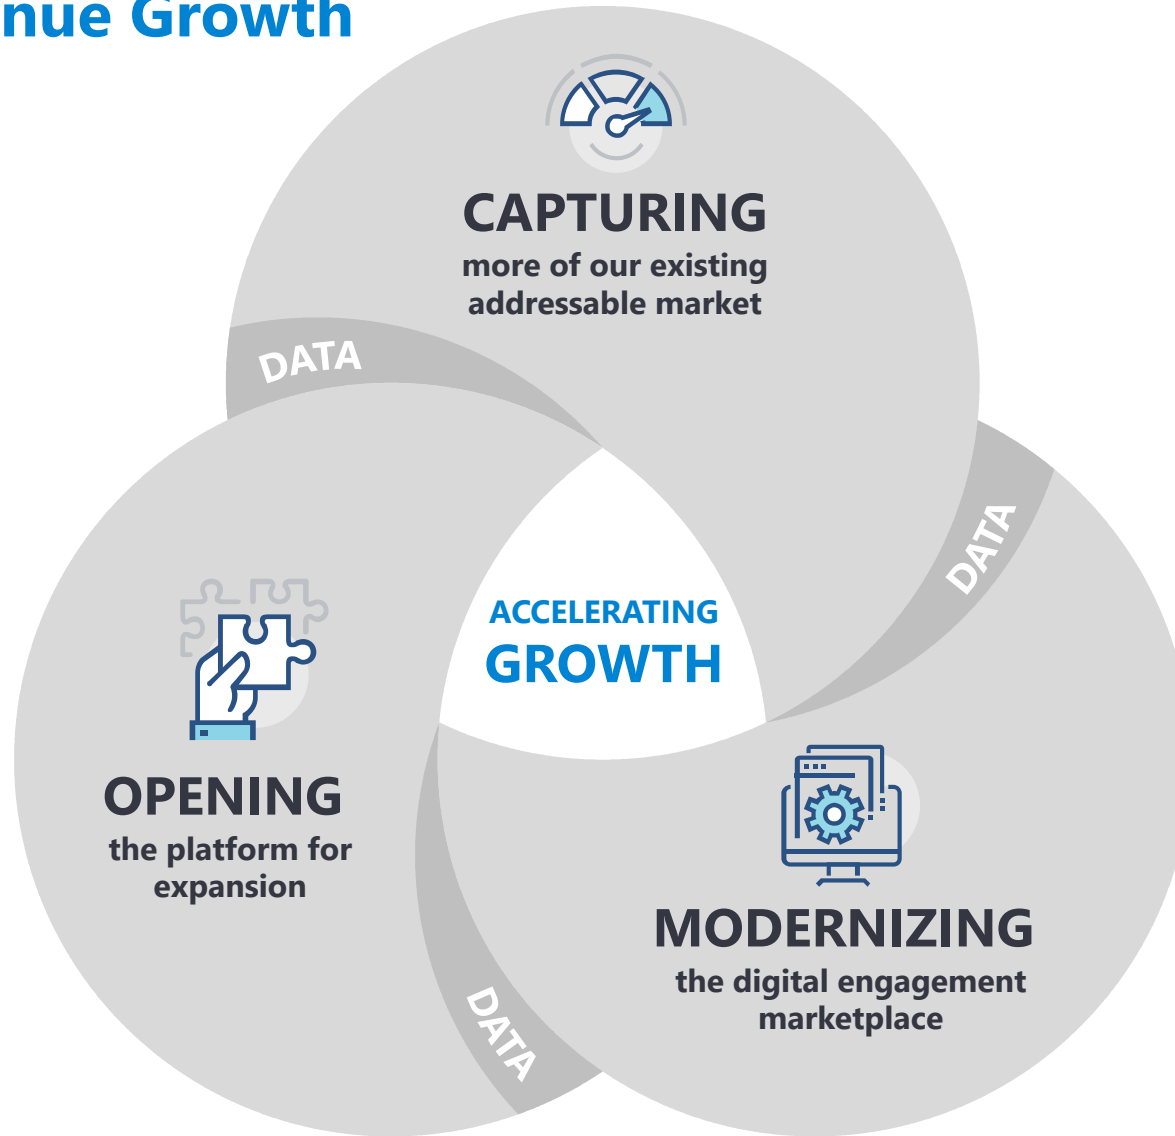 nue Growth
CAPTURING
more of our existing
addressable market
DATA
DATA
ACCELERATING
GROWTH
OPENING
the platform for
expansion
MODERNIZING
the digital engagement
marketplace
DATA